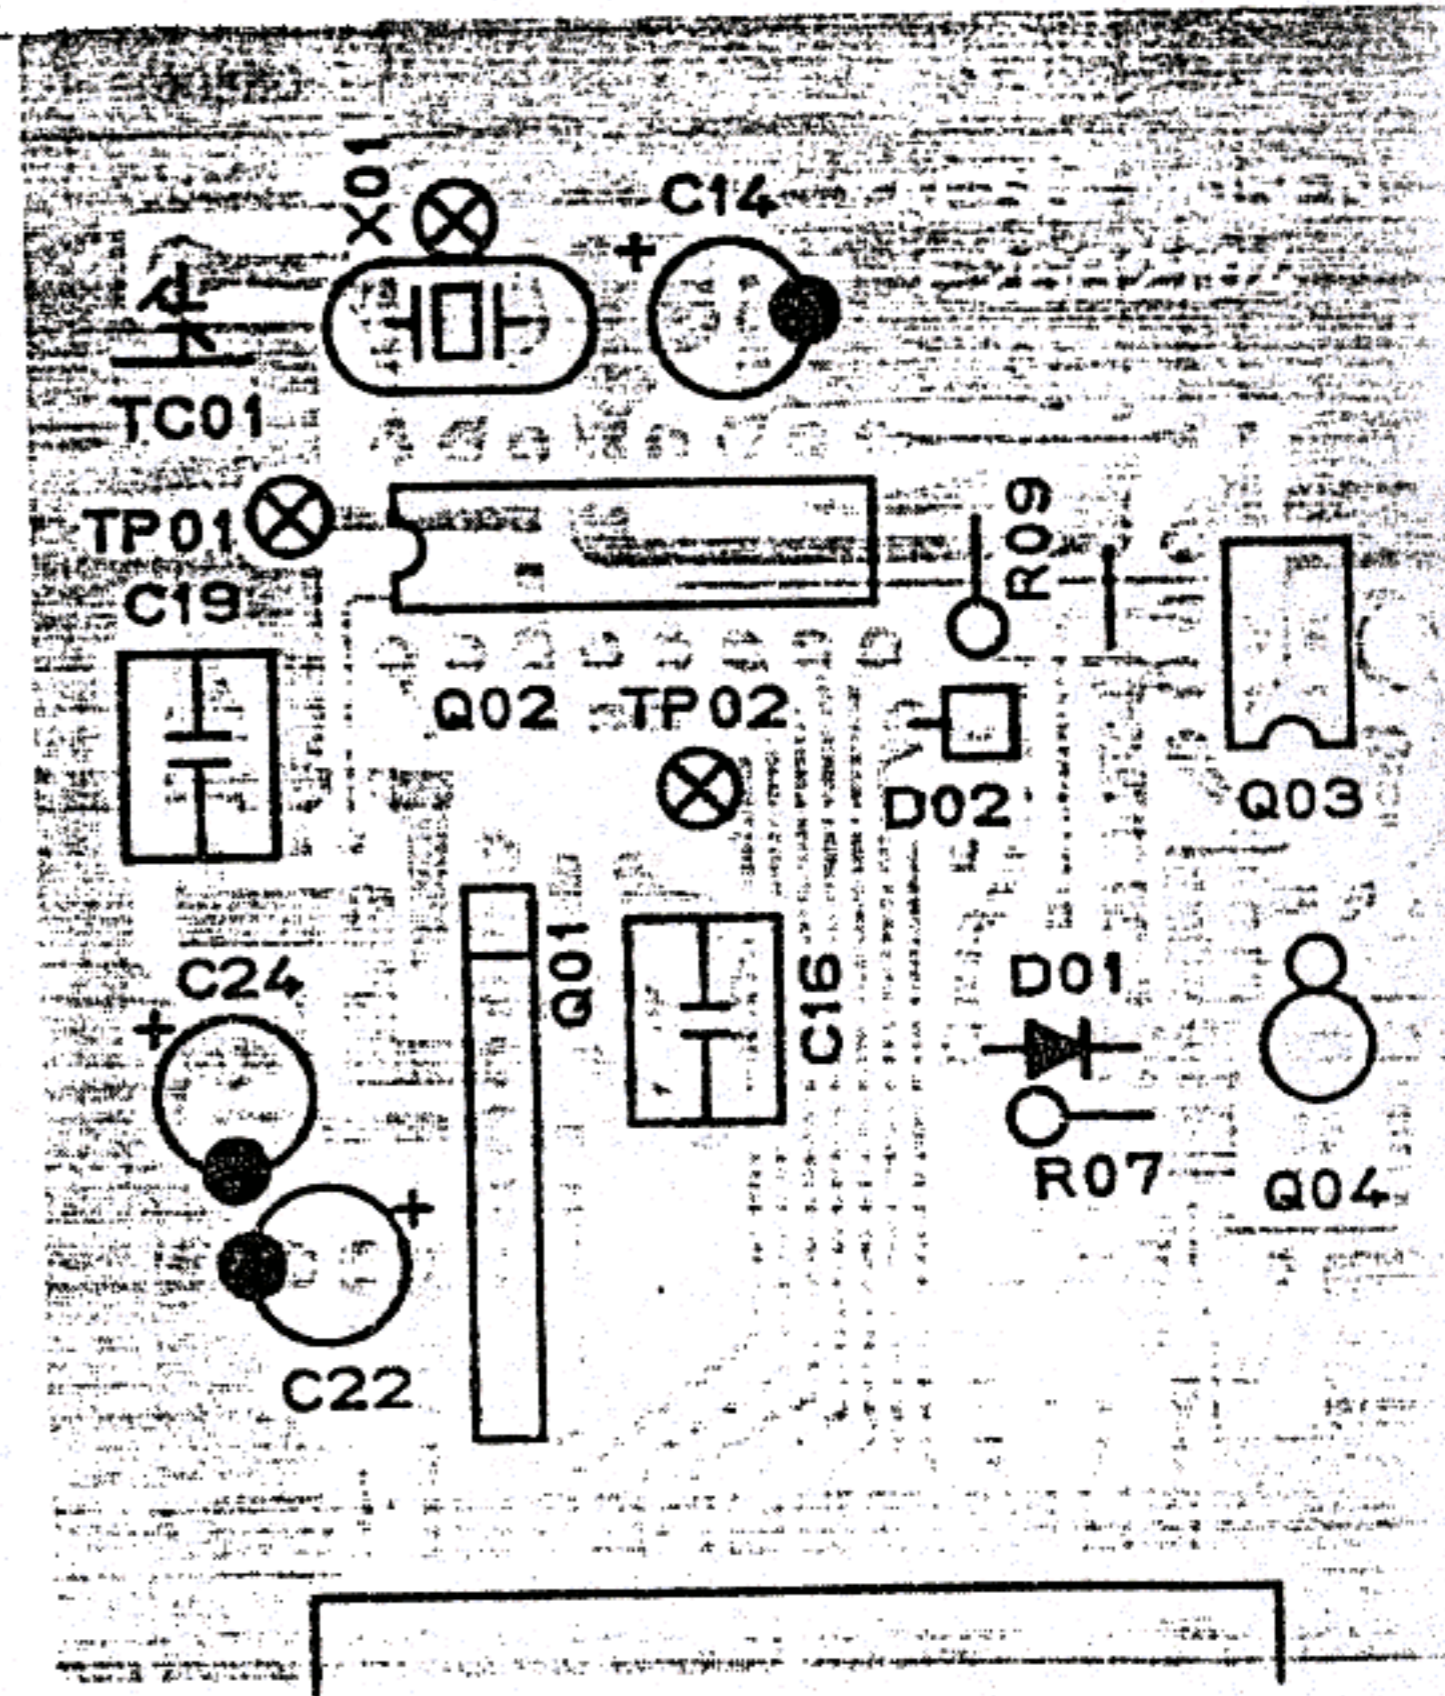 X01
C14
+
TC01
TP01
R09
C19
Q02
TP02
D02
Q03
Q01
C16
D01
C24
+
R07
Q04
+
C22